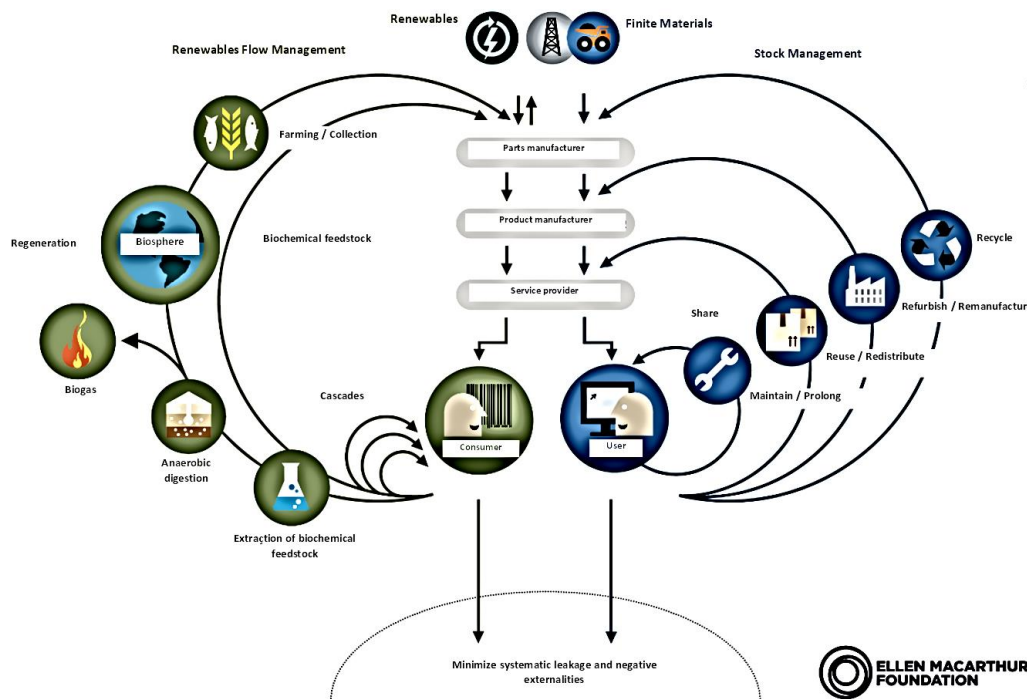 Renewables
Finite Materials
Renewables Flow Management
Stock Management
Farming / Collection
Parts manufacturer
Product manufacturer
Biosphere
Regeneration
Biochemical feedstock
Recycle
Service provider
Refurbish / Remanufactur
Share
Reuse / Redistribute
Biogas
Cascades
Maintain / Prolong
Consumer
User
Anaerobic
digestion
Extraction of biochemical
feedstock
Minimize systematic leakage and negative
externalities
ELLEN MACARTHUR
FOUNDATION